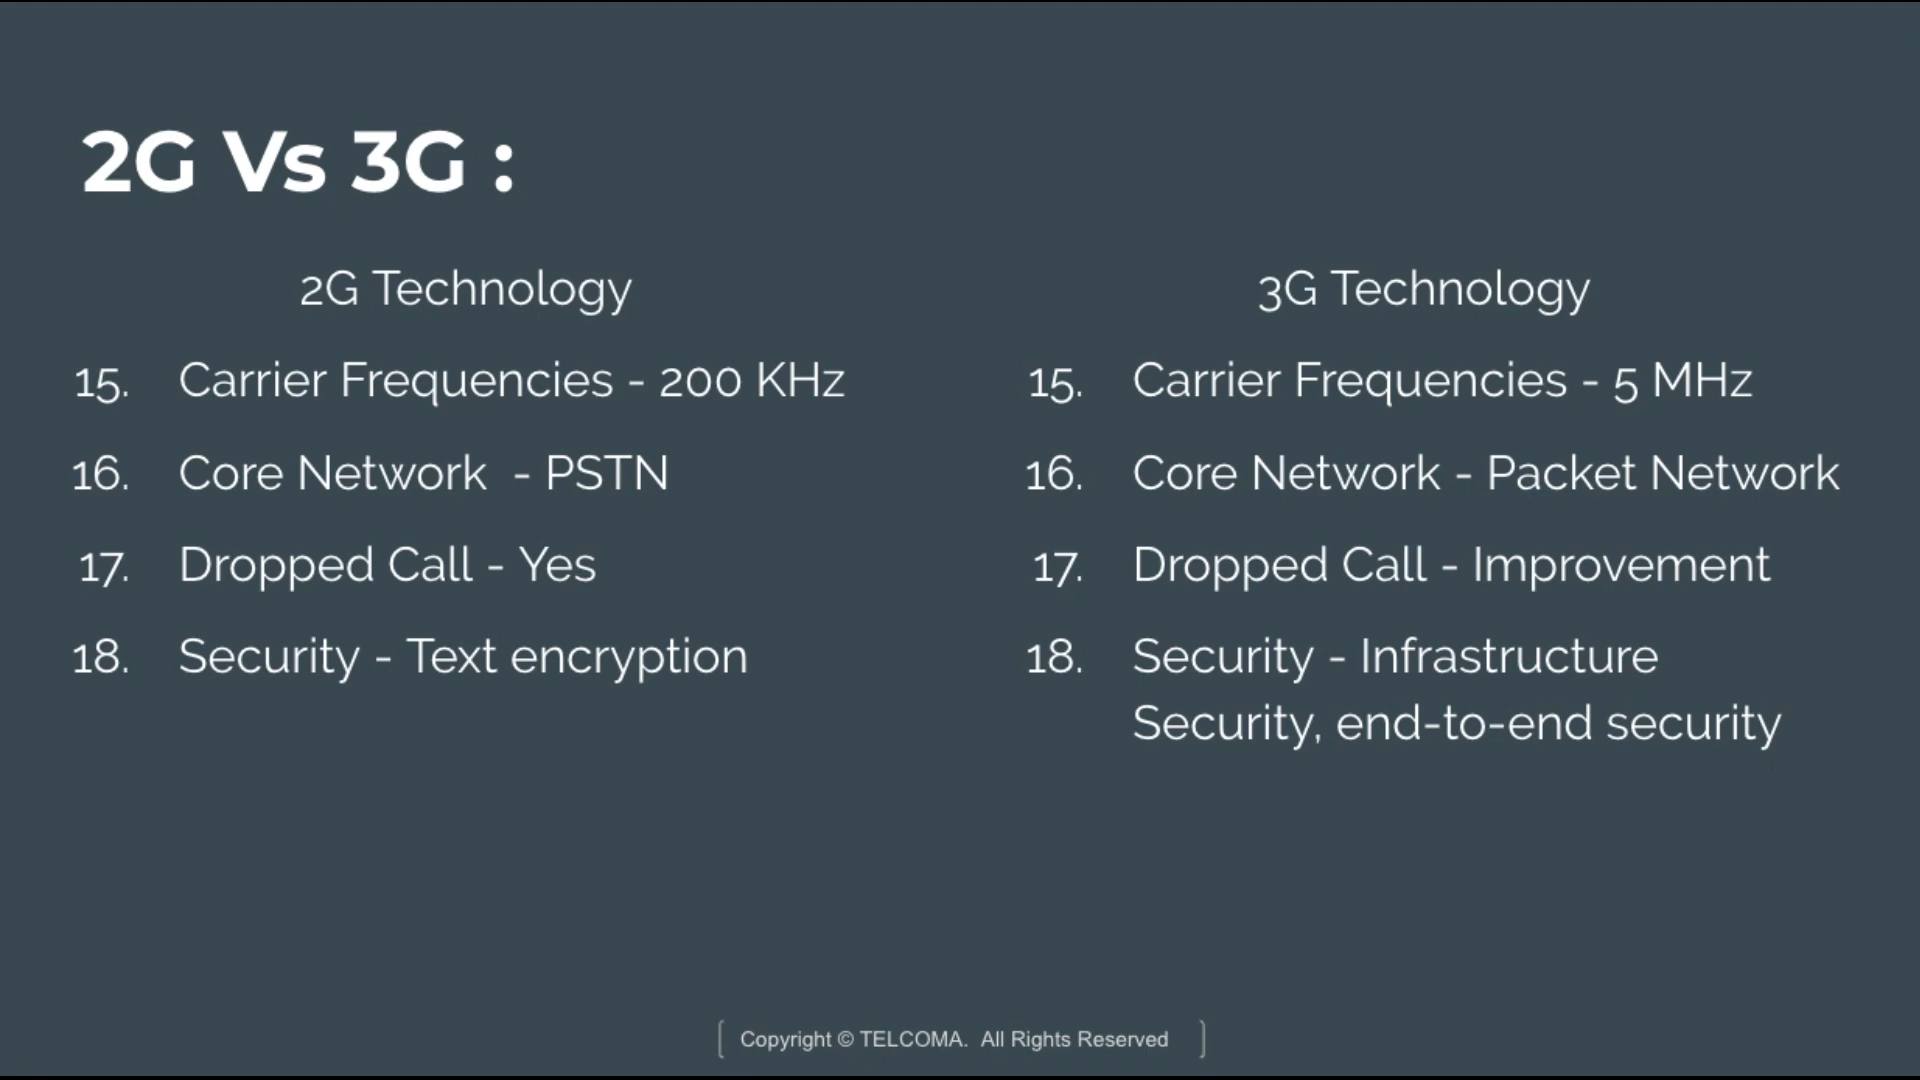 2G Vs 3G :
2G Technology
15. Carrier Frequencies - 200 KHz
16. Core Network - PSTN
17. Dropped Call - Yes
18. Security - Text encryption
3G Technology
15. Carrier Frequencies - 5 MHz
16. Core Network - Packet Network
17. Dropped Call - Improvement
18. Security - Infrastructure
Security, end-to-end security
Copyright © TELCOMA. All Rights Reserved